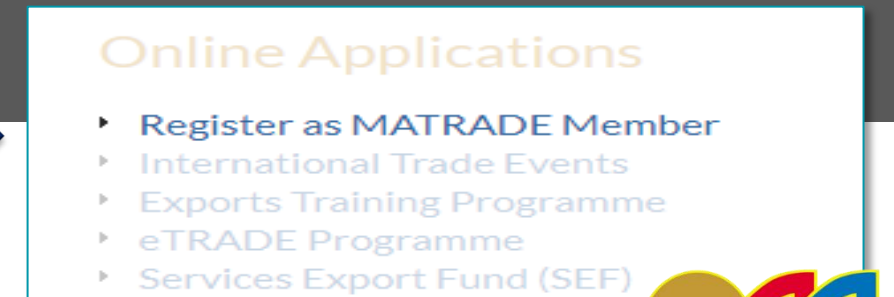 Online Applications
Register as MATRADE Member
International Trade Events
Exports Training Programme
eTRADE Programme
Services Export Fund (SEF)